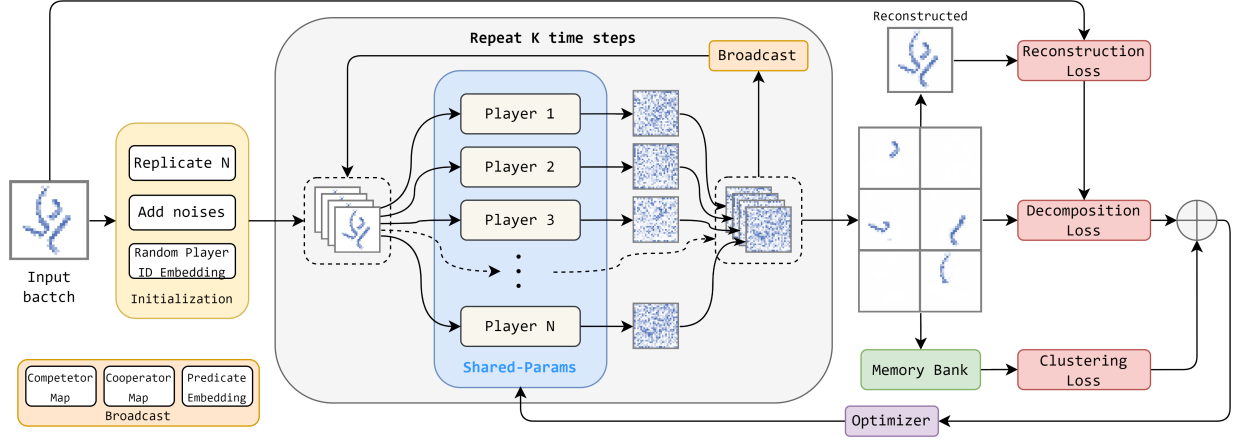 Reconstructed
Repeat K time steps
Broadcast
Reconstruction
Loss
Replicate N
Add noises
Random Player
ID Embedding
Initialization
Input
bactch
Player 1
Player 2
Player 3
Player N
Shared-Params
Decomposition
Loss
Memory Bank
Clustering
Loss
Optimizer
Competetor
Map
Cooperator
Map
Predicate
Embedding
Broadcast